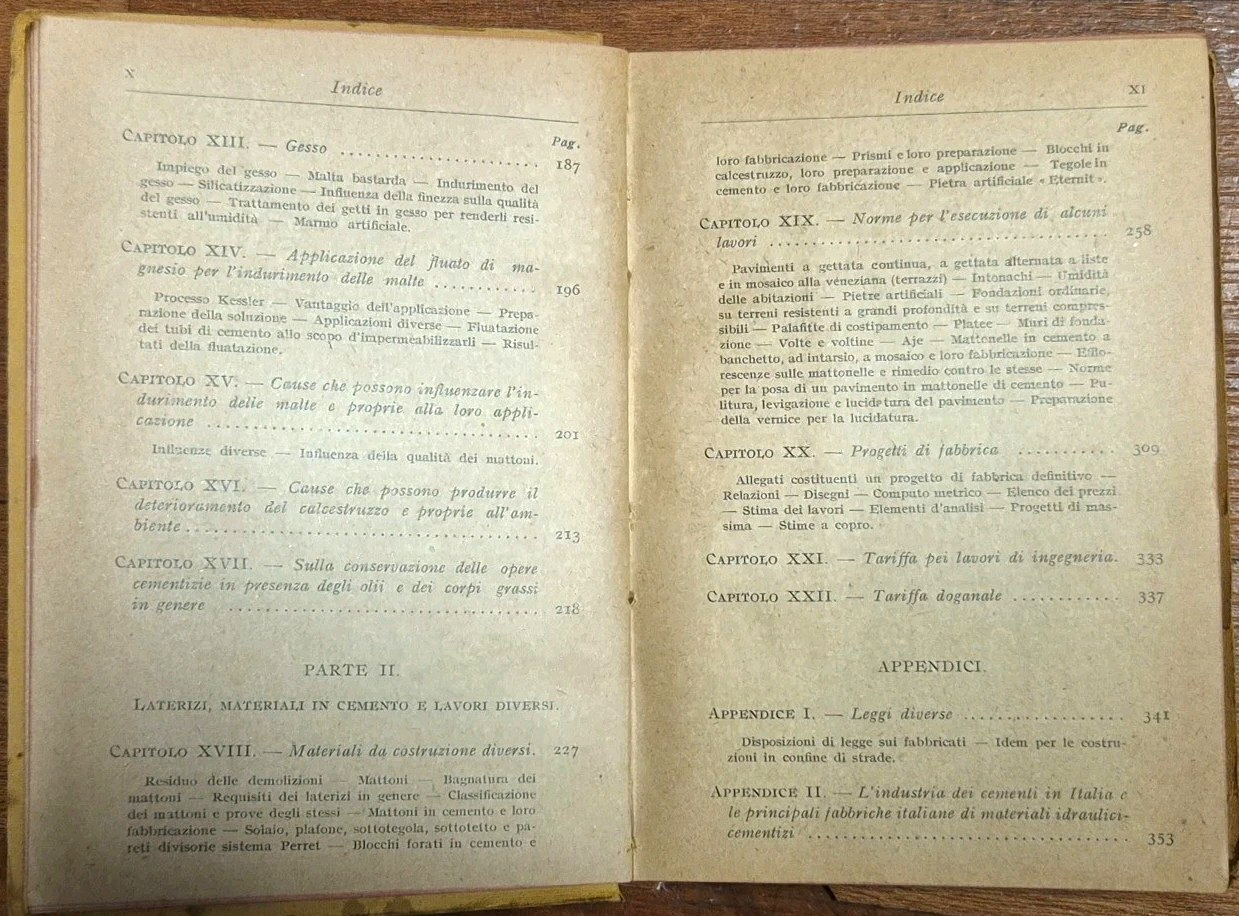 X
Indice
Pag.
CAPITOLO XIII. — Gesso .................. 187
Impiego del gesso — Malta bastarda — Indurimento del
gesso — Silicatizzazione — Influenza della finezza sulla qualità
del gesso — Trattamento dei getti in gesso per renderli resi-
stenti all'umidità — Marmo artificiale.
CAPITOLO XIV. — Applicazione del fluato di ma-
gnesio per l'indurimento delle malte ........... 196
Processo Kessler — Vantaggio dell'applicazione — Prepa-
razione della soluzione — Applicazioni diverse — Fluatazione
dei tubi di cemento allo scopo d'impermeabilizzarli — Risul-
tati della fluatazione.
CAPITOLO XV. — Cause che possono influenzare l'in-
durimento delle malte e proprie alla loro appli-
cazione .............................. 201
Influenze diverse — Influenza della qualità dei mattoni.
CAPITOLO XVI. — Cause che possono produrre il
deterioramento del calcestruzzo e proprie all'am-
biente .............................. 213
CAPITOLO XVII. — Sulla conservazione delle opere
cementizie in presenza degli olii e dei corpi grassi
in genere .............................. 218
PARTE II.
LATERIZI, MATERIALI IN CEMENTO E LAVORI DIVERSI.
CAPITOLO XVIII. — Materiali da costruzione diversi. 227
Residuo delle demolizioni — Mattoni — Bagnatura dei
mattoni — Requisiti dei laterizi in genere — Classificazione
dei mattoni e prove degli stessi — Mattoni in cemento e loro
fabbricazione — Solaio, plafone, sottotegola, sottotetto e pa-
reti divisorie sistema Perret — Blocchi forati in cemento e
Indice
XI
Pag.
loro fabbricazione — Prismi e loro preparazione — Blocchi in
calcestruzzo, loro preparazione e applicazione — Tegole in
cemento e loro fabbricazione — Pietra artificiale « Eternit ».
CAPITOLO XIX. — Norme per l'esecuzione di alcuni
lavori .............................. 258
Pavimenti a gettata continua, a gettata alternata a liste
e in mosaico alla veneziana (terrazzi) — Intonachi — Umidità
delle abitazioni — Pietre artificiali — Fondazioni ordinarie,
su terreni resistenti a grandi profondità e su terreni compres-
sibili — Palafitte di costipamento — Platee — Muri di fonda-
zione — Volte e voltine — Aje — Mattonelle in cemento a
banchetto, ad intarsio, a mosaico e loro fabbricazione — Efflo-
rescenze sulle mattonelle e rimedio contro le stesse — Norme
per la posa di un pavimento in mattonelle di cemento — Pu-
litura, levigazione e lucidatura del pavimento — Preparazione
della vernice per la lucidatura.
CAPITOLO XX. — Progetti di fabbrica ........... 309
Allegati costituenti un progetto di fabbrica definitivo —
Relazioni — Disegni — Computo metrico — Elenco dei prezzi
— Stima dei lavori — Elementi d'analisi — Progetti di mas-
sima — Stime a copro.
CAPITOLO XXI. — Tariffa pei lavori di ingegneria. 333
CAPITOLO XXII. — Tariffa doganale ............ 337
APPENDICI.
APPENDICE I. — Leggi diverse ................. 341
Disposizioni di legge sui fabbricati — Idem per le costru-
zioni in confine di strade.
APPENDICE II. — L'industria dei cementi in Italia e
le principali fabbriche italiane di materiali idraulici-
cementizi .............................. 353